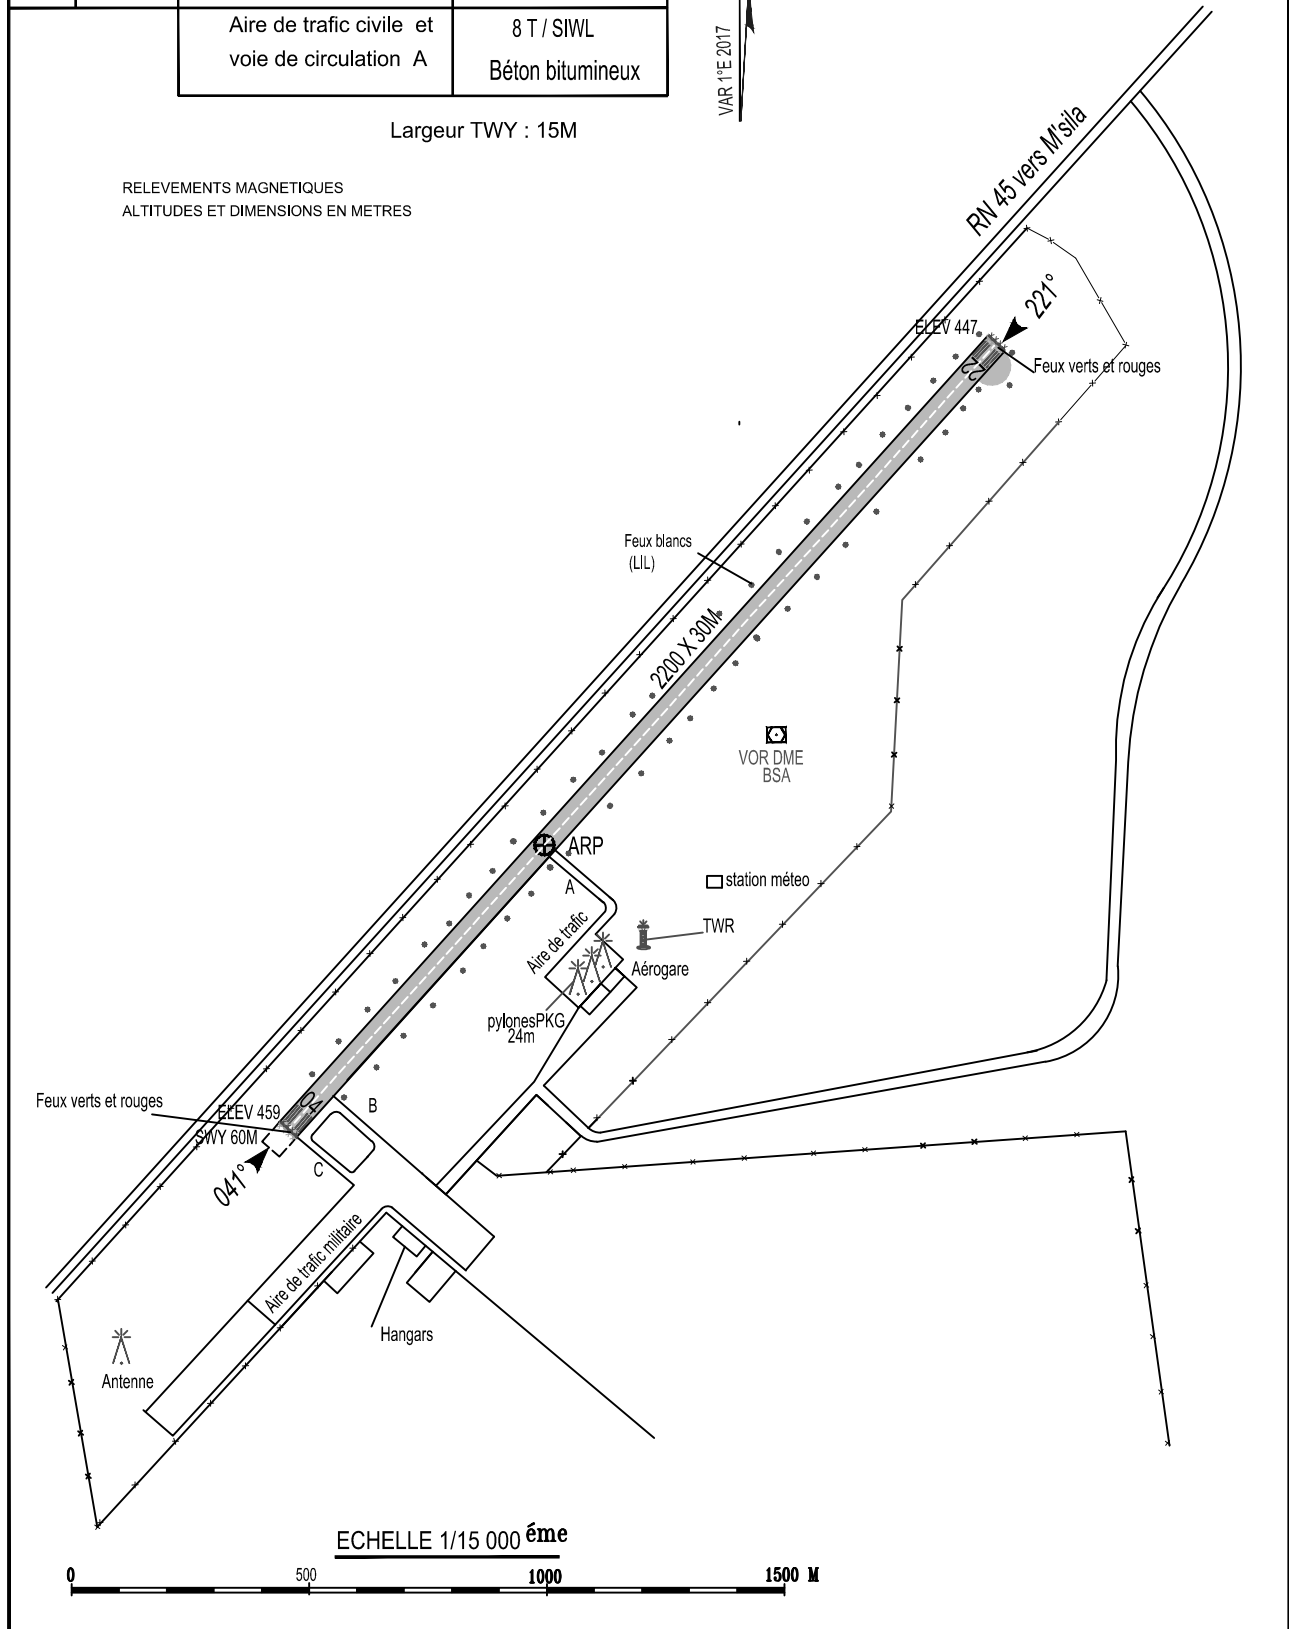 Aire de trafic civile et
voie de circulation A
8 T / SIWL
Béton bitumineux
VAR 1°E 2017
Largeur TWY : 15M
RELEVEMENTS MAGNETIQUES
ALTITUDES ET DIMENSIONS EN METRES
RN 45 vers M'sila
221°
ELEV 447
22
Feux verts et rouges
Feux blancs
(LIL)
2200 X 30M
VOR DME
BSA
ARP
A
station méteo
Aire de trafic
TWR
Aérogare
pylonesPKG
24m
Feux verts et rouges
04
ELEV 459
B
SWY 60M
C
041°
Aire de trafic militaire
Hangars
Antenne
ECHELLE 1/15 000 éme
0 500 1000 1500 M